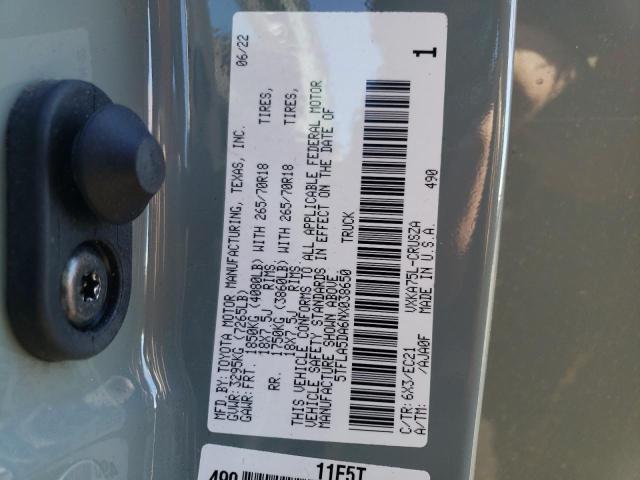 MFD.BY: TOYOTA MOTOR MANUFACTURING, TEXAS, INC. 06/22
GVWR: 3295KG (7265LB)
GAWR: FRT. 1850KG (4080LB) WITH 265/70R18 TIRES,
18X7.5J RIMS
RR. 1750KG (3860LB) WITH 265/70R18 TIRES,
18X7.5J RIMS
THIS VEHICLE CONFORMS TO ALL APPLICABLE FEDERAL MOTOR
VEHICLE SAFETY STANDARDS IN EFFECT ON THE DATE OF
MANUFACTURE SHOWN ABOVE.
5TFLA5DA6NX038650 TRUCK
C/TR: 6X3/EC21 VXKA75L-CRUSZA 490
A/TM: /AJA0F MADE IN U.S.A. 1
490 11F5T